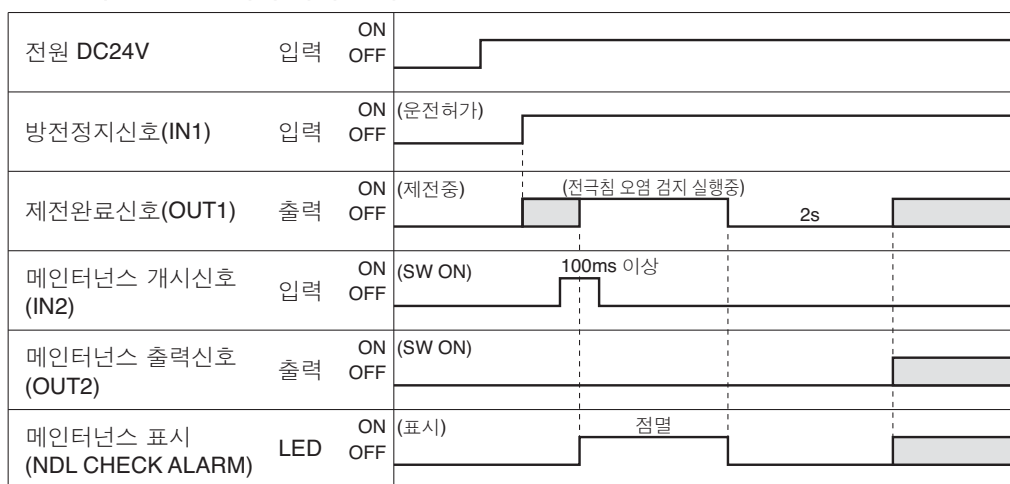 전원 DC24V 입력 ON
OFF
방전정지신호(IN1) 입력 ON (운전허가)
OFF
제전완료신호(OUT1) 출력 ON (제전중) (전극침 오염 검지 실행중)
OFF 2s
메인터넌스 개시신호
(IN2) 입력 ON (SW ON) 100ms 이상
OFF
메인터넌스 출력신호
(OUT2) 출력 ON (SW ON)
OFF
메인터넌스 표시
(NDL CHECK ALARM) LED ON (표시) 점멸
OFF